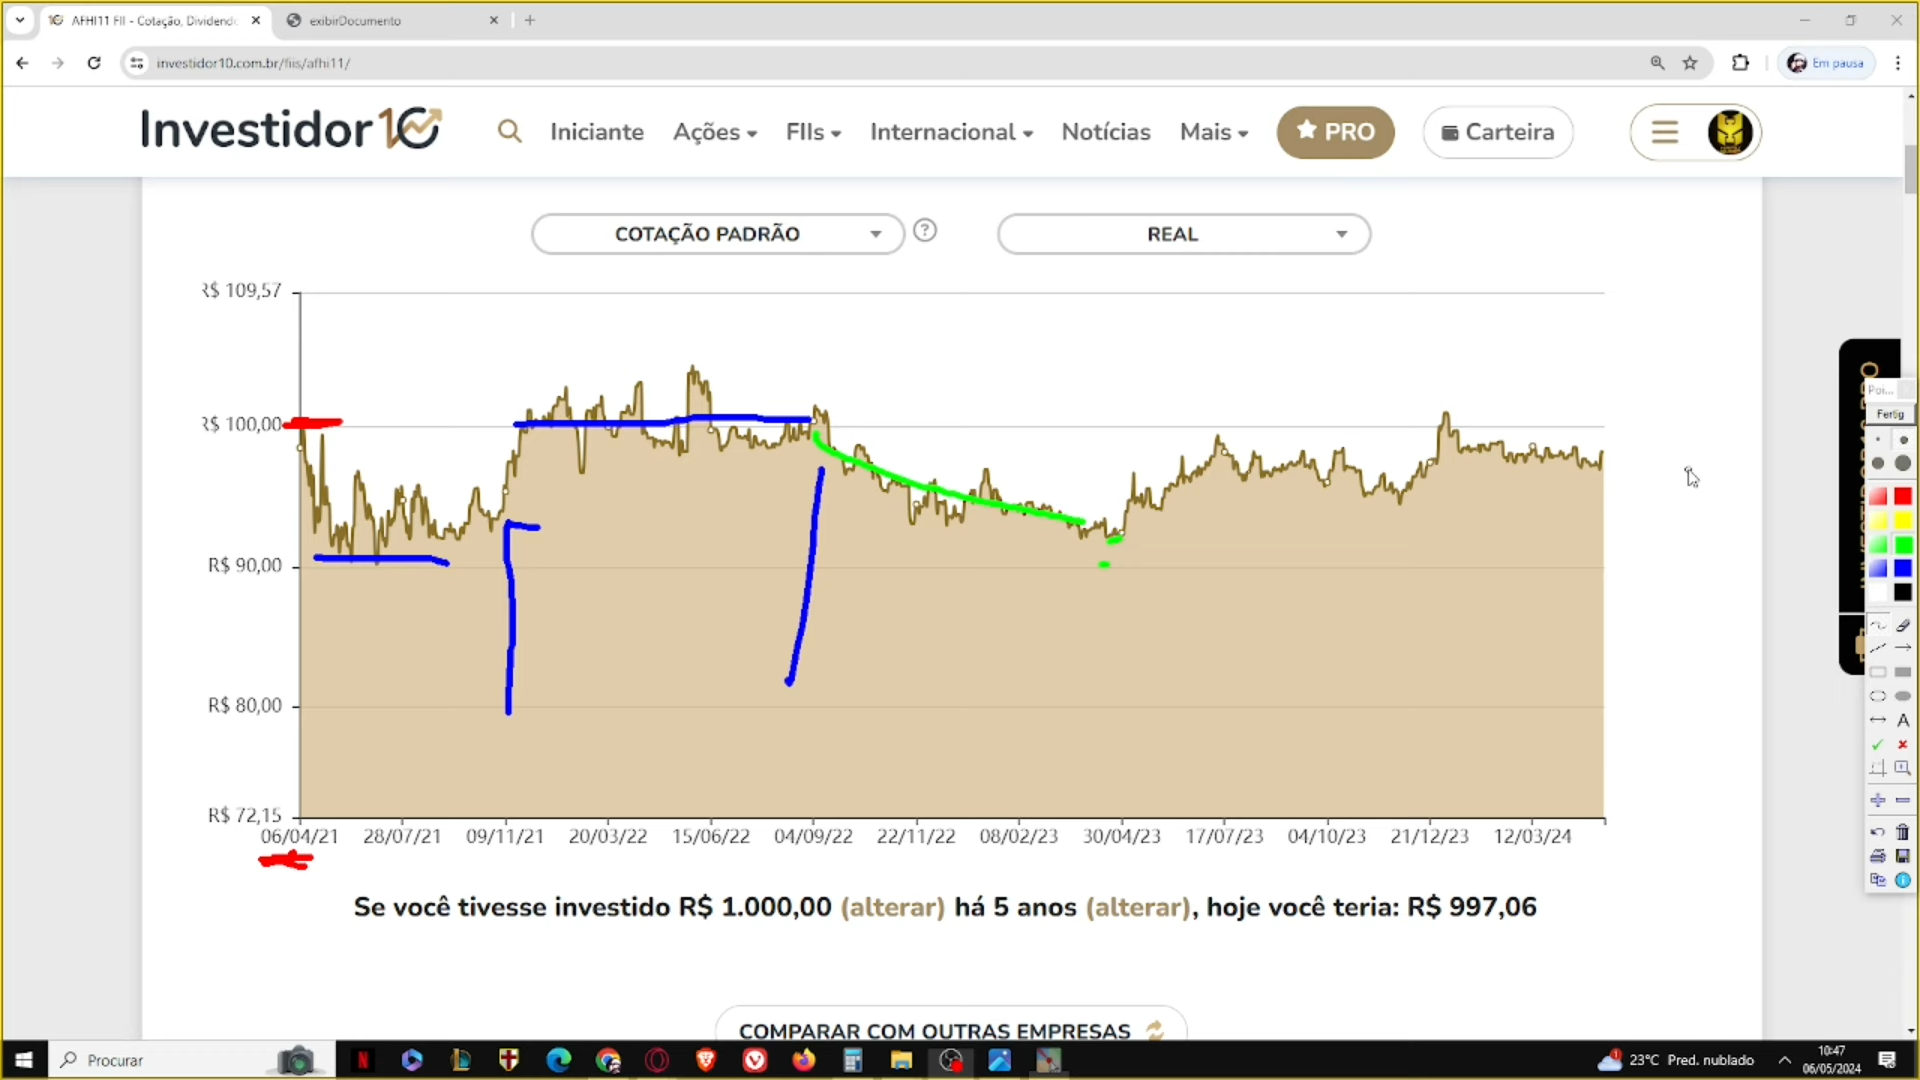 AFHI11 FII - Cotação, Dividend
exibirDocumento
investidor10.com.br/fiis/afhi11/
Em pausa
Investidor10
Iniciante
Ações
FIIs
Internacional
Notícias
Mais
PRO
Carteira
COTAÇÃO PADRÃO
?
REAL
R$ 109,57
R$ 100,00
R$ 90,00
R$ 80,00
R$ 72,15
06/04/21 28/07/21 09/11/21 20/03/22 15/06/22 04/09/22 22/11/22 08/02/23 30/04/23 17/07/23 04/10/23 21/12/23 12/03/24
Se você tivesse investido R$ 1.000,00 (alterar) há 5 anos (alterar), hoje você teria: R$ 997,06
COMPARAR COM OUTRAS EMPRESAS
Poi...
Fertig
A
Procurar
23°C Pred. nublado
10:47
06/05/2024